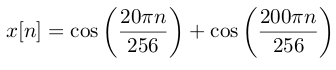 x[n] = cos(20πn/256) + cos(200πn/256)